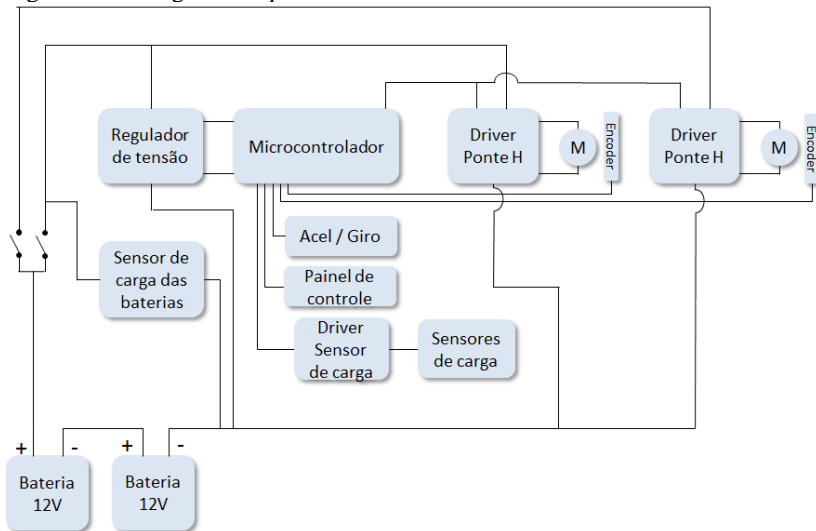 Regulador
de tensão
Microcontrolador
Driver
Ponte H
M
Encoder
Driver
Ponte H
M
Encoder
Acel / Giro
Sensor de
carga das
baterias
Painel de
controle
Driver
Sensor
de carga
Sensores
de carga
+ - + -
Bateria
12V
Bateria
12V